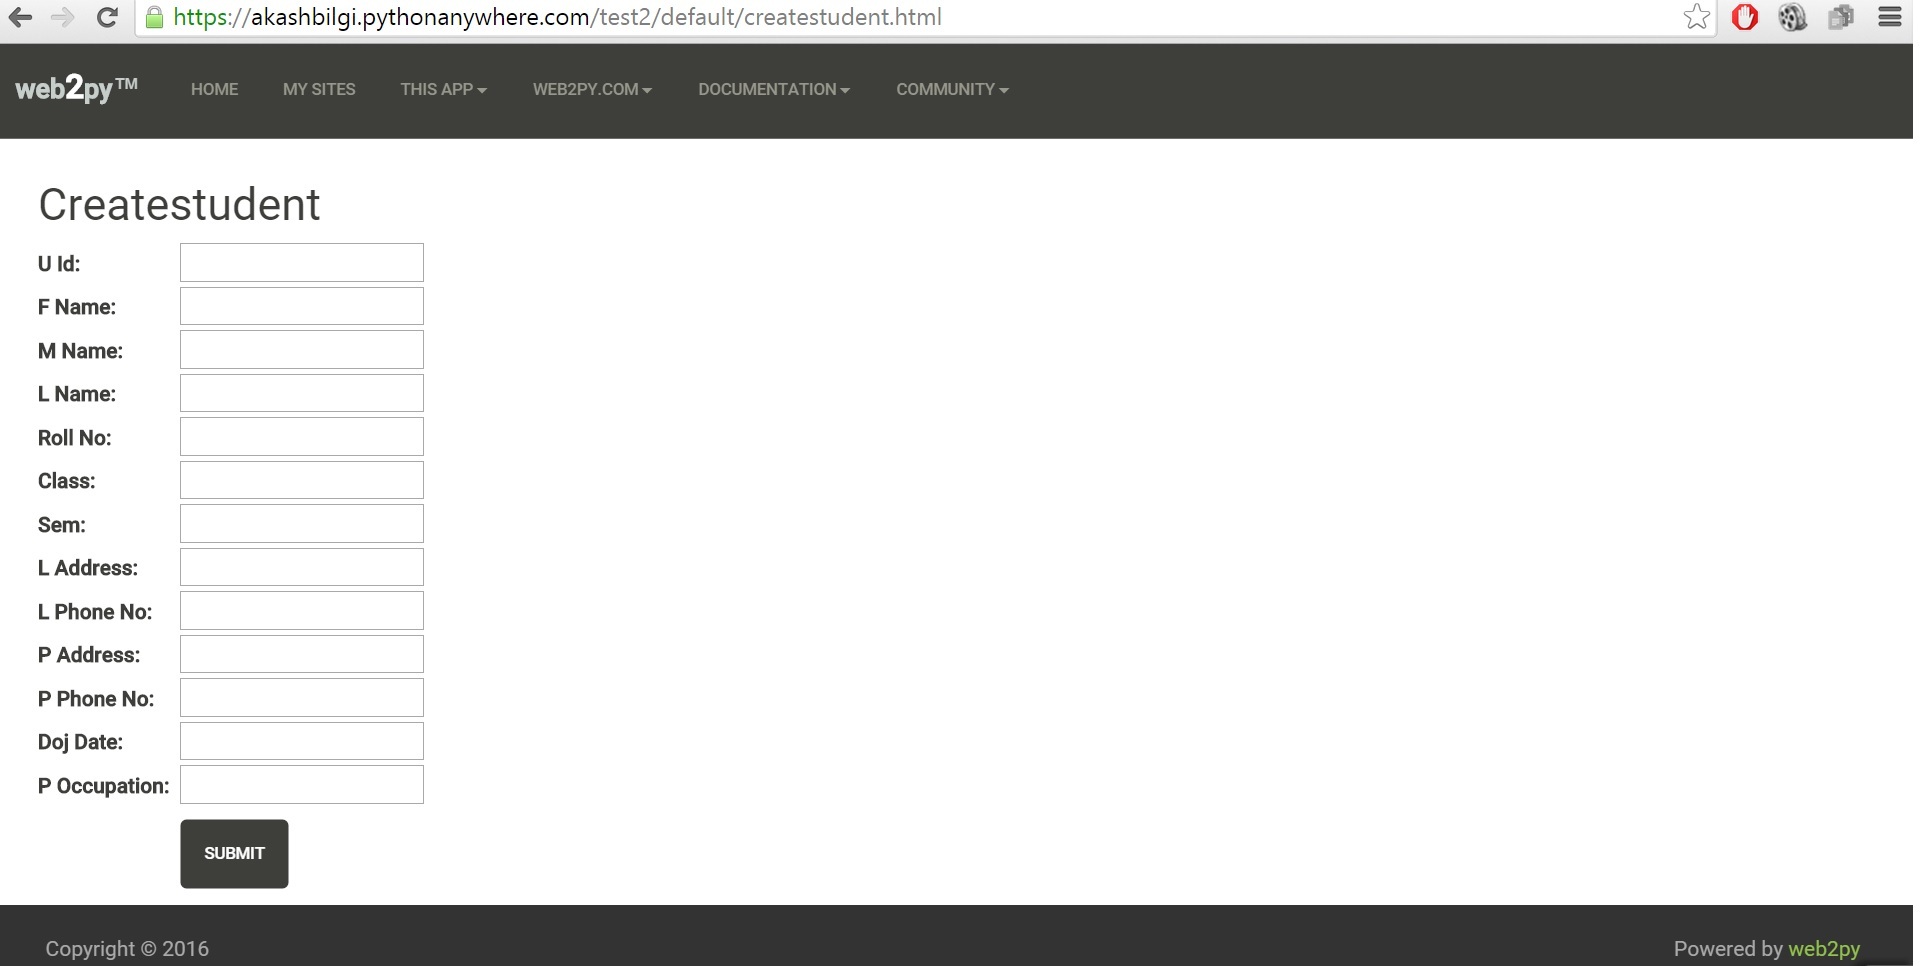 https://akashbilgi.pythonanywhere.com/test2/default/createstudent.html
web2py™ HOME MY SITES THIS APP WEB2PY.COM DOCUMENTATION COMMUNITY
Createstudent
U Id:
F Name:
M Name:
L Name:
Roll No:
Class:
Sem:
L Address:
L Phone No:
P Address:
P Phone No:
Doj Date:
P Occupation:
SUBMIT
Copyright © 2016 Powered by web2py